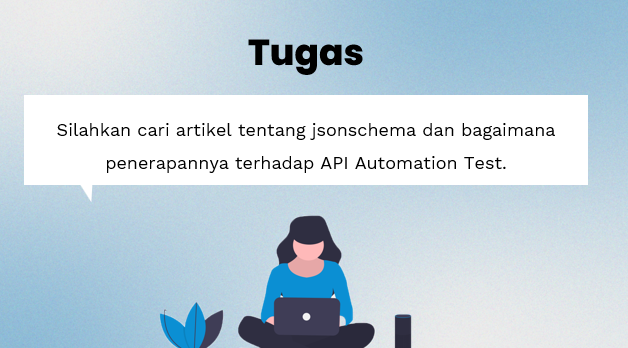 Tugas
Silahkan cari artikel tentang jsonschema dan bagaimana
penerapannya terhadap API Automation Test.